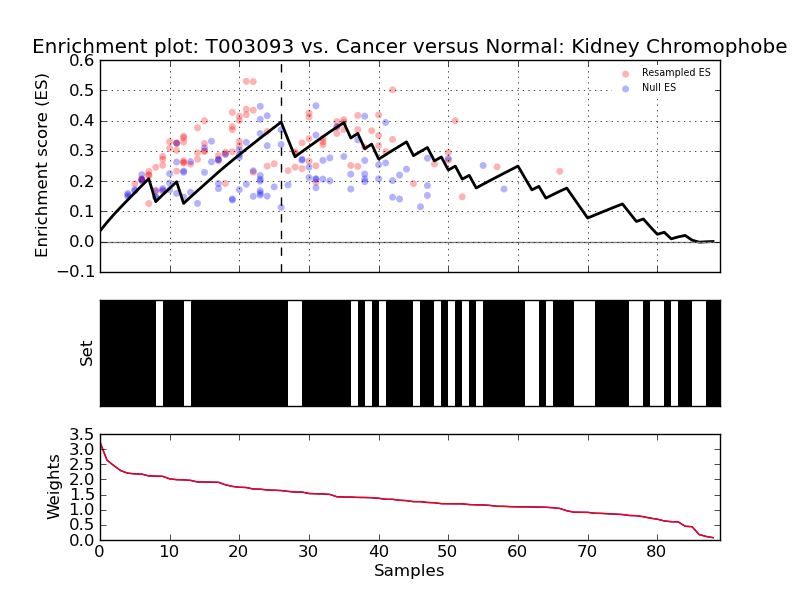 Enrichment plot: T003093 vs. Cancer versus Normal: Kidney Chromophobe
Enrichment score (ES)
0.6
0.5
0.4
0.3
0.2
0.1
0.0
−0.1
Resampled ES
Null ES
Set
Weights
3.5
3.0
2.5
2.0
1.5
1.0
0.5
0.0
0 10 20 30 40 50 60 70 80
Samples